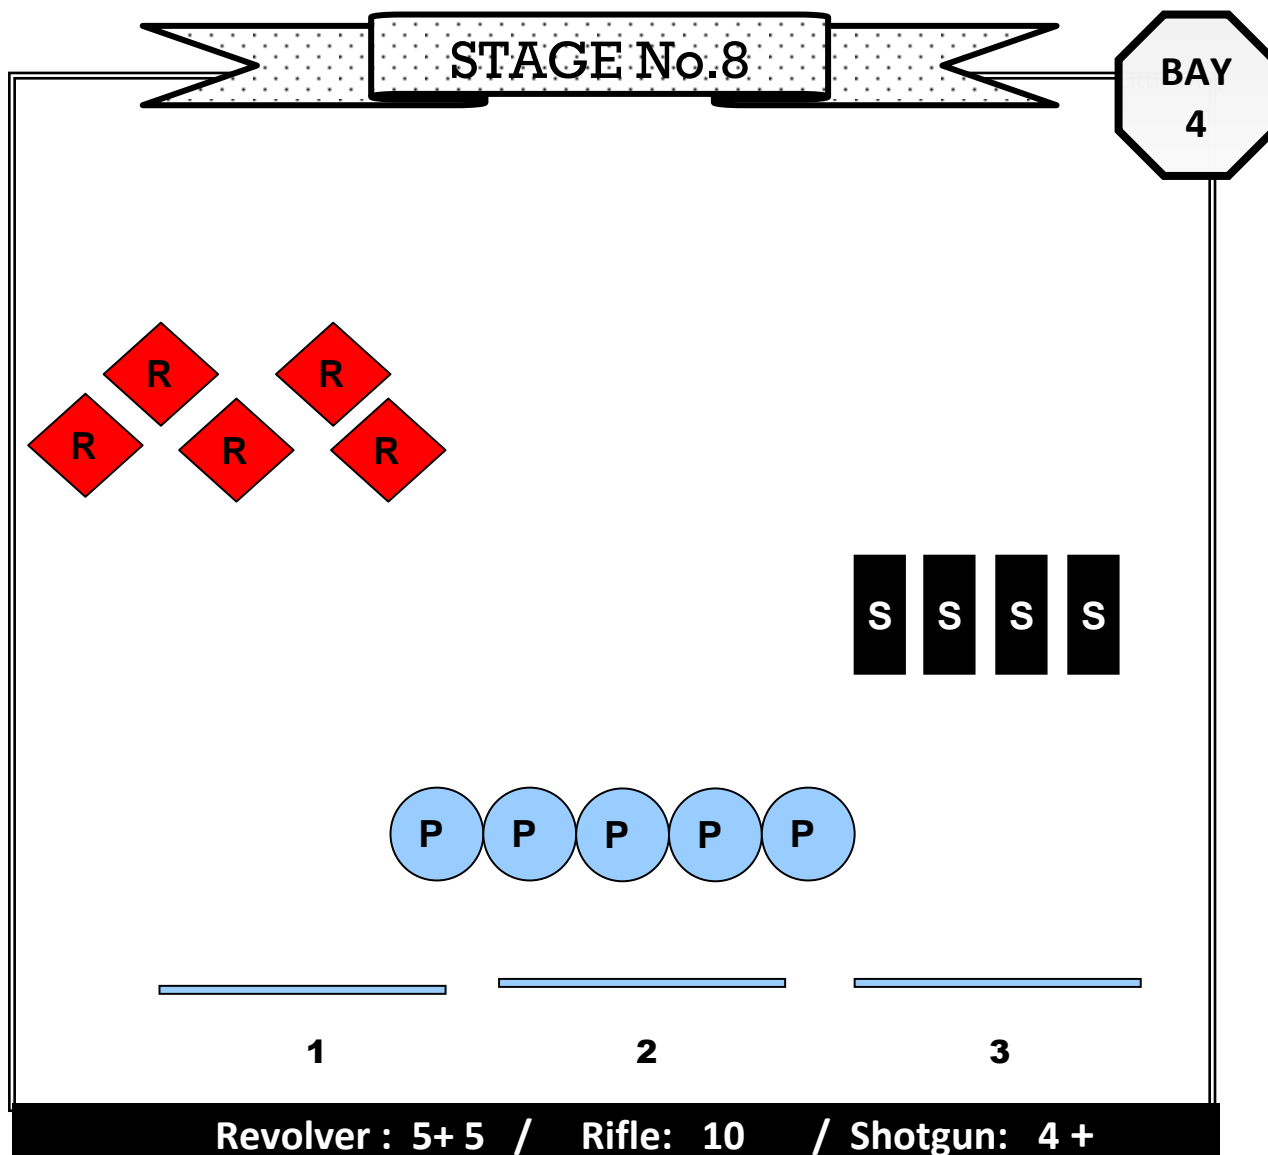 STAGE No.8
BAY
4
R R
R R R
S S S S
P P P P P
1 2 3
Revolver : 5+ 5 / Rifle: 10 / Shotgun: 4 +